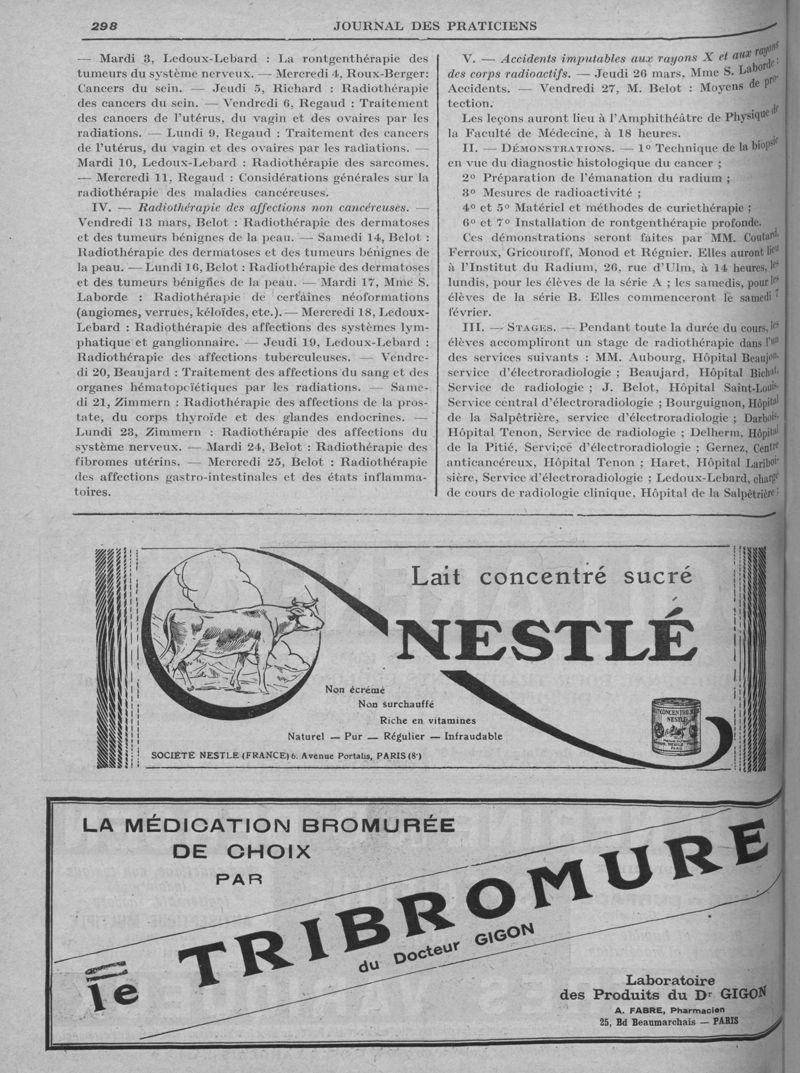 298
JOURNAL DES PRATICIENS
— Mardi 3, Ledoux-Lebard : La rontgenthérapie des
tumeurs du système nerveux. — Mercredi 4, Roux-Berger:
Cancers du sein. — Jeudi 5, Richard : Radiothérapie
des cancers du sein. — Vendredi 6, Regaud : Traitement
des cancers de l'utérus, du vagin et des ovaires par les
radiations. — Lundi 9, Regaud : Traitement des cancers
de l'utérus, du vagin et des ovaires par les radiations. —
Mardi 10, Ledoux-Lebard : Radiothérapie des sarcomes.
— Mercredi 11, Regaud : Considérations générales sur la
radiothérapie des maladies cancéreuses.
IV. — Radiothérapie des affections non cancéreuses. —
Vendredi 13 mars, Belot : Radiothérapie des dermatoses
et des tumeurs bénignes de la peau. — Samedi 14, Belot :
Radiothérapie des dermatoses et des tumeurs bénignes de
la peau. — Lundi 16, Belot : Radiothérapie des dermatoses
et des tumeurs bénignes de la peau. — Mardi 17, Mme S.
Laborde : Radiothérapie de certaines néoformations
(angiomes, verrues, kéloïdes, etc.). — Mercredi 18, Ledoux-
Lebard : Radiothérapie des affections des systèmes lym-
phatique et ganglionnaire. — Jeudi 19, Ledoux-Lebard :
Radiothérapie des affections tuberculeuses. — Vendre-
di 20, Beaujard : Traitement des affections du sang et des
organes hématopoïétiques par les radiations. — Same-
di 21, Zimmern : Radiothérapie des affections de la pros-
tate, du corps thyroïde et des glandes endocrines. —
Lundi 23, Zimmern : Radiothérapie des affections du
système nerveux. — Mardi 24, Belot : Radiothérapie des
fibromes utérins. — Mercredi 25, Belot : Radiothérapie
des affections gastro-intestinales et des états inflamma-
toires.
V. — Accidents imputables aux rayons X et aux rayons
des corps radioactifs. — Jeudi 26 mars, Mme S. Laborde :
Accidents. — Vendredi 27, M. Belot : Moyens de pro-
tection.
Les leçons auront lieu à l'Amphithéâtre de Physique de
la Faculté de Médecine, à 18 heures.
II. — DÉMONSTRATIONS. — 1° Technique de la biopsie
en vue du diagnostic histologique du cancer ;
2° Préparation de l'émanation du radium ;
3° Mesures de radioactivité ;
4° et 5° Matériel et méthodes de curiethérapie ;
6° et 7° Installation de rontgenthérapie profonde.
Ces démonstrations seront faites par MM. Coutard,
Ferroux, Gricouroff, Monod et Régnier. Elles auront lieu
à l'Institut du Radium, 26, rue d'Ulm, à 14 heures, les
lundis, pour les élèves de la série A ; les samedis, pour les
élèves de la série B. Elles commenceront le samedi 7
février.
III. — STAGES. — Pendant toute la durée du cours, les
élèves accompliront un stage de radiothérapie dans l'un
des services suivants : MM. Aubourg, Hôpital Beaujon,
service d'électroradiologie ; Beaujard, Hôpital Bichat,
Service de radiologie ; J. Belot, Hôpital Saint-Louis,
Service central d'électroradiologie ; Bourguignon, Hôpital
de la Salpêtrière, service d'électroradiologie ; Darbois,
Hôpital Tenon, Service de radiologie ; Delherm, Hôpital
de la Pitié, Service d'électroradiologie ; Gernez, Centre
anticancéreux, Hôpital Tenon ; Haret, Hôpital Lariboi-
sière, Service d'électroradiologie ; Ledoux-Lebard, chargé
de cours de radiologie clinique, Hôpital de la Salpêtrière ;
Lait concentré sucré
NESTLÉ
Non écrémé
Non surchauffé
Riche en vitamines
Naturel — Pur — Régulier — Infraudable
SOCIÉTÉ NESTLÉ (FRANCE) 6. Avenue Portalis, PARIS (8e)
NESTLÉ
LA MÉDICATION BROMURÉE
DE CHOIX
PAR
le TRIBROMURE
du Docteur GIGON
Laboratoire
des Produits du Dr GIGON
A. FABRE, Pharmacien
25, Bd Beaumarchais — PARIS